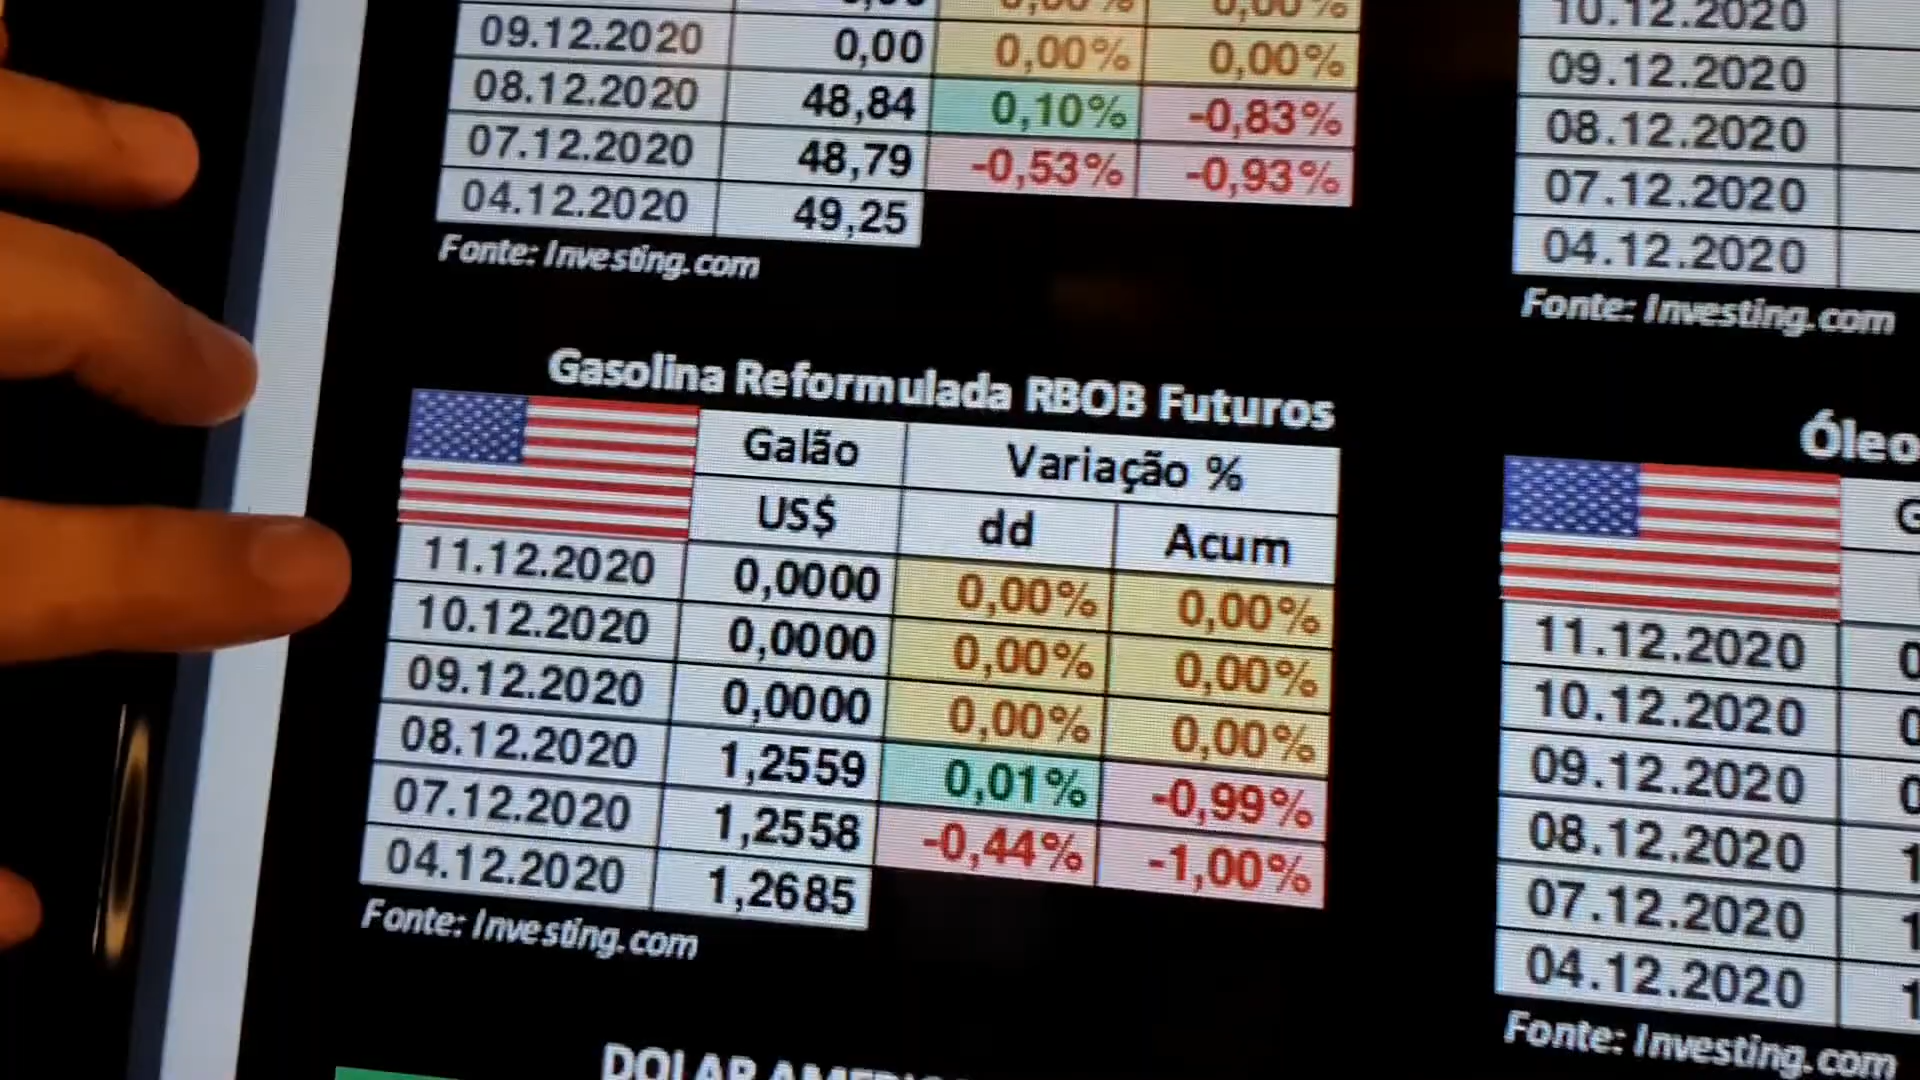 09.12.2020 0,00 0,00% 0,00%
08.12.2020 48,84 0,10% -0,83%
07.12.2020 48,79 -0,53% -0,93%
04.12.2020 49,25
Fonte: Investing.com
10.12.2020
09.12.2020
08.12.2020
07.12.2020
04.12.2020
Fonte: Investing.com
Gasolina Reformulada RBOB Futuros
Galão Variação %
US$ dd Acum
11.12.2020 0,0000 0,00% 0,00%
10.12.2020 0,0000 0,00% 0,00%
09.12.2020 0,0000 0,00% 0,00%
08.12.2020 1,2559 0,01% -0,99%
07.12.2020 1,2558 -0,44% -1,00%
04.12.2020 1,2685
Fonte: Investing.com
Óleo
11.12.2020
10.12.2020
09.12.2020
08.12.2020
07.12.2020
04.12.2020
Fonte: Investing.com
DOLAR